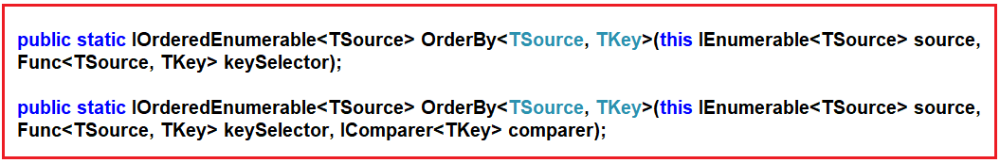 public static IOrderedEnumerable<TSource> OrderBy<TSource, TKey>(this IEnumerable<TSource> source,
Func<TSource, TKey> keySelector);
public static IOrderedEnumerable<TSource> OrderBy<TSource, TKey>(this IEnumerable<TSource> source,
Func<TSource, TKey> keySelector, IComparer<TKey> comparer);